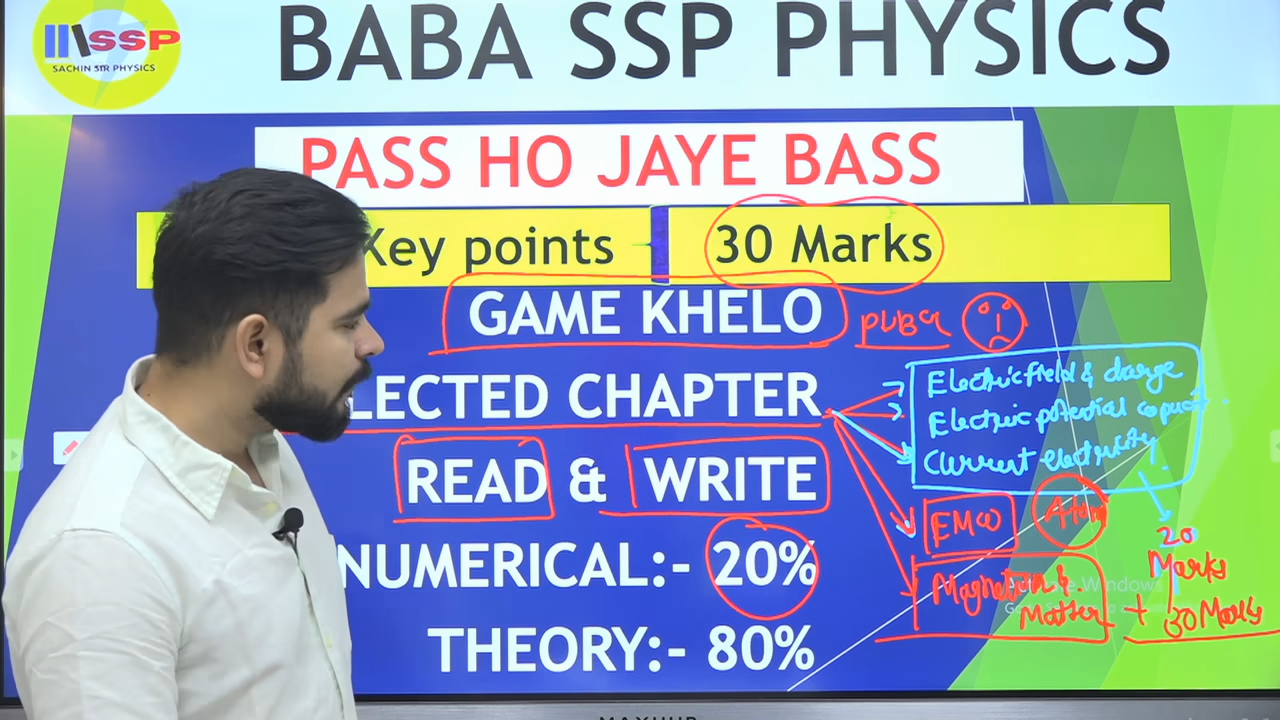 SSP
SACHIN SIR PHYSICS
BABA SSP PHYSICS
PASS HO JAYE BASS
Key points
30 Marks
GAME KHELO
PUBG
LECTED CHAPTER
Electric field & charge
Electric potential
Current electricity
READ & WRITE
EMW
Atom
NUMERICAL:- 20%
20
Marks
Magnetism &
Matter
+ 30 Marks
Windows
THEORY:- 80%